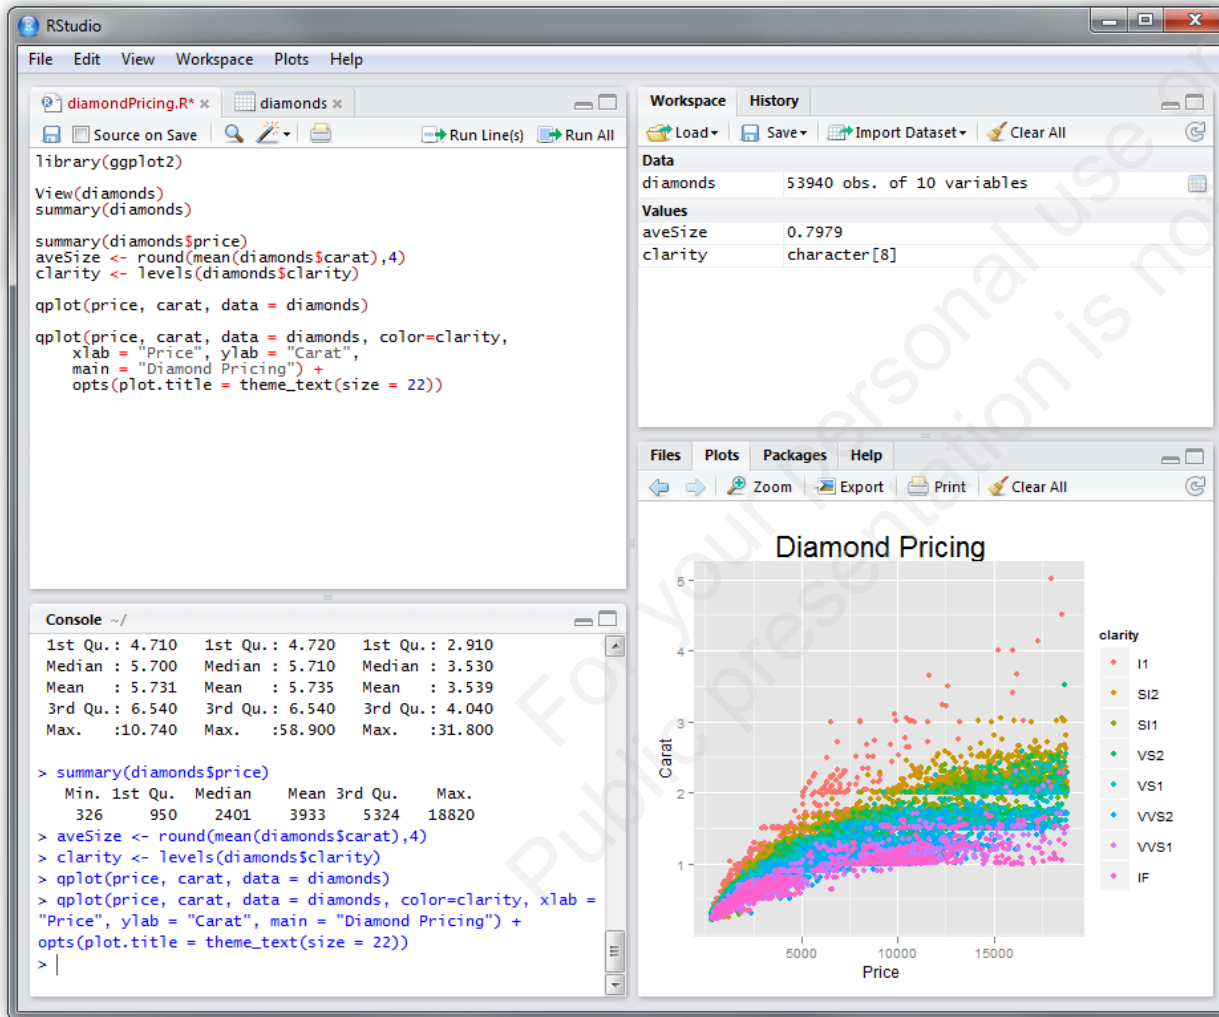 RStudio
File Edit View Workspace Plots Help
diamondPricing.R* diamonds
Source on Save Run Line(s) Run All
library(ggplot2)
View(diamonds)
summary(diamonds)
summary(diamonds$price)
aveSize <- round(mean(diamonds$carat),4)
clarity <- levels(diamonds$clarity)
qplot(price, carat, data = diamonds)
qplot(price, carat, data = diamonds, color=clarity,
xlab = "Price", ylab = "Carat",
main = "Diamond Pricing") +
opts(plot.title = theme_text(size = 22))
Console ~/
1st Qu.: 4.710 1st Qu.: 4.720 1st Qu.: 2.910
Median : 5.700 Median : 5.710 Median : 3.530
Mean : 5.731 Mean : 5.735 Mean : 3.539
3rd Qu.: 6.540 3rd Qu.: 6.540 3rd Qu.: 4.040
Max. :10.740 Max. :58.900 Max. :31.800
> summary(diamonds$price)
Min. 1st Qu. Median Mean 3rd Qu. Max.
326 950 2401 3933 5324 18820
> aveSize <- round(mean(diamonds$carat),4)
> clarity <- levels(diamonds$clarity)
> qplot(price, carat, data = diamonds)
> qplot(price, carat, data = diamonds, color=clarity, xlab =
"Price", ylab = "Carat", main = "Diamond Pricing") +
opts(plot.title = theme_text(size = 22))
>
Workspace History
Load Save Import Dataset Clear All
Data
diamonds 53940 obs. of 10 variables
Values
aveSize 0.7979
clarity character[8]
Files Plots Packages Help
Zoom Export Print Clear All
Diamond Pricing
5
4
3
2
1
Carat
5000 10000 15000
Price
clarity
I1
SI2
SI1
VS2
VS1
VVS2
VVS1
IF
For your personal use
Public presentation is not